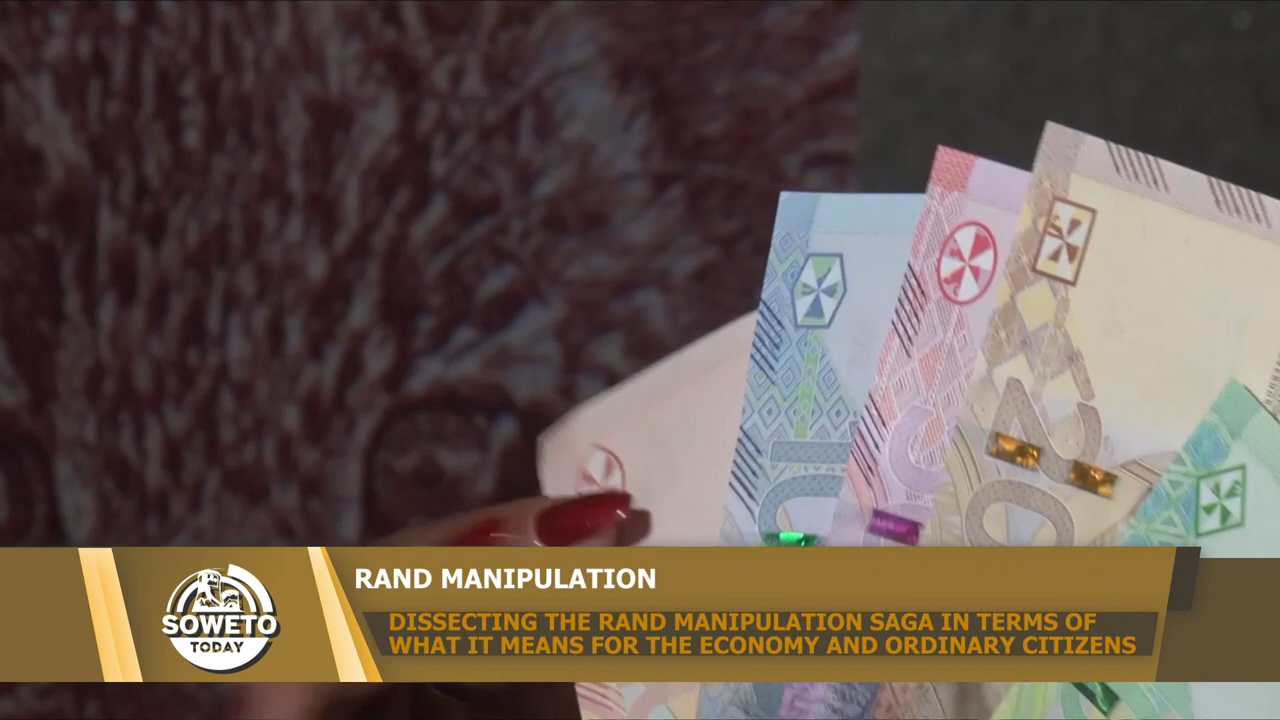 RAND MANIPULATION
DISSECTING THE RAND MANIPULATION SAGA IN TERMS OF
WHAT IT MEANS FOR THE ECONOMY AND ORDINARY CITIZENS
SOWETO
TODAY